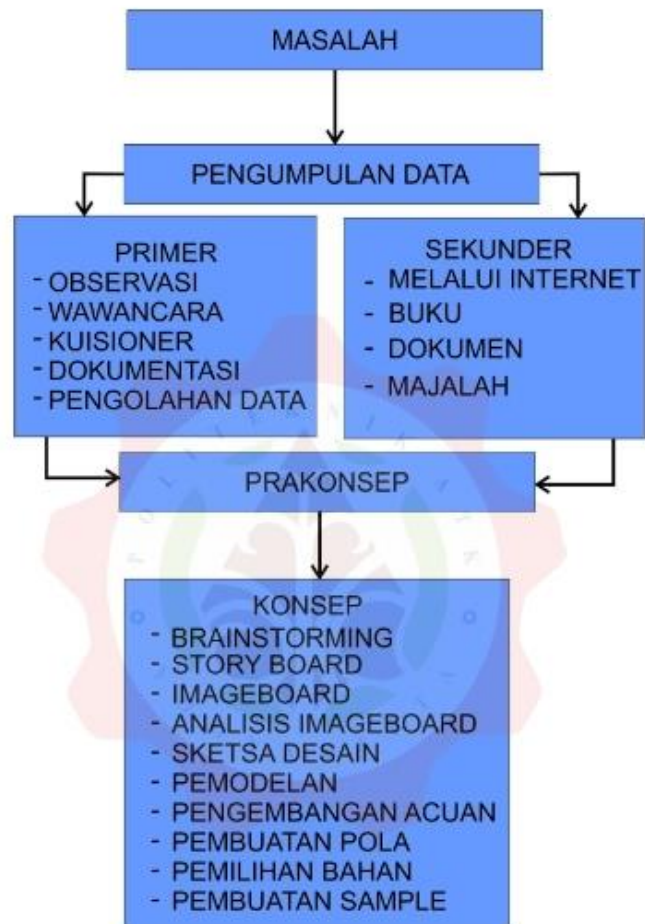 MASALAH
PENGUMPULAN DATA
PRIMER
- OBSERVASI
- WAWANCARA
- KUISIONER
- DOKUMENTASI
- PENGOLAHAN DATA
SEKUNDER
- MELALUI INTERNET
- BUKU
- DOKUMEN
- MAJALAH
PRAKONSEP
KONSEP
- BRAINSTORMING
- STORY BOARD
- IMAGEBOARD
- ANALISIS IMAGEBOARD
- SKETSA DESAIN
- PEMODELAN
- PENGEMBANGAN ACUAN
- PEMBUATAN POLA
- PEMILIHAN BAHAN
- PEMBUATAN SAMPLE